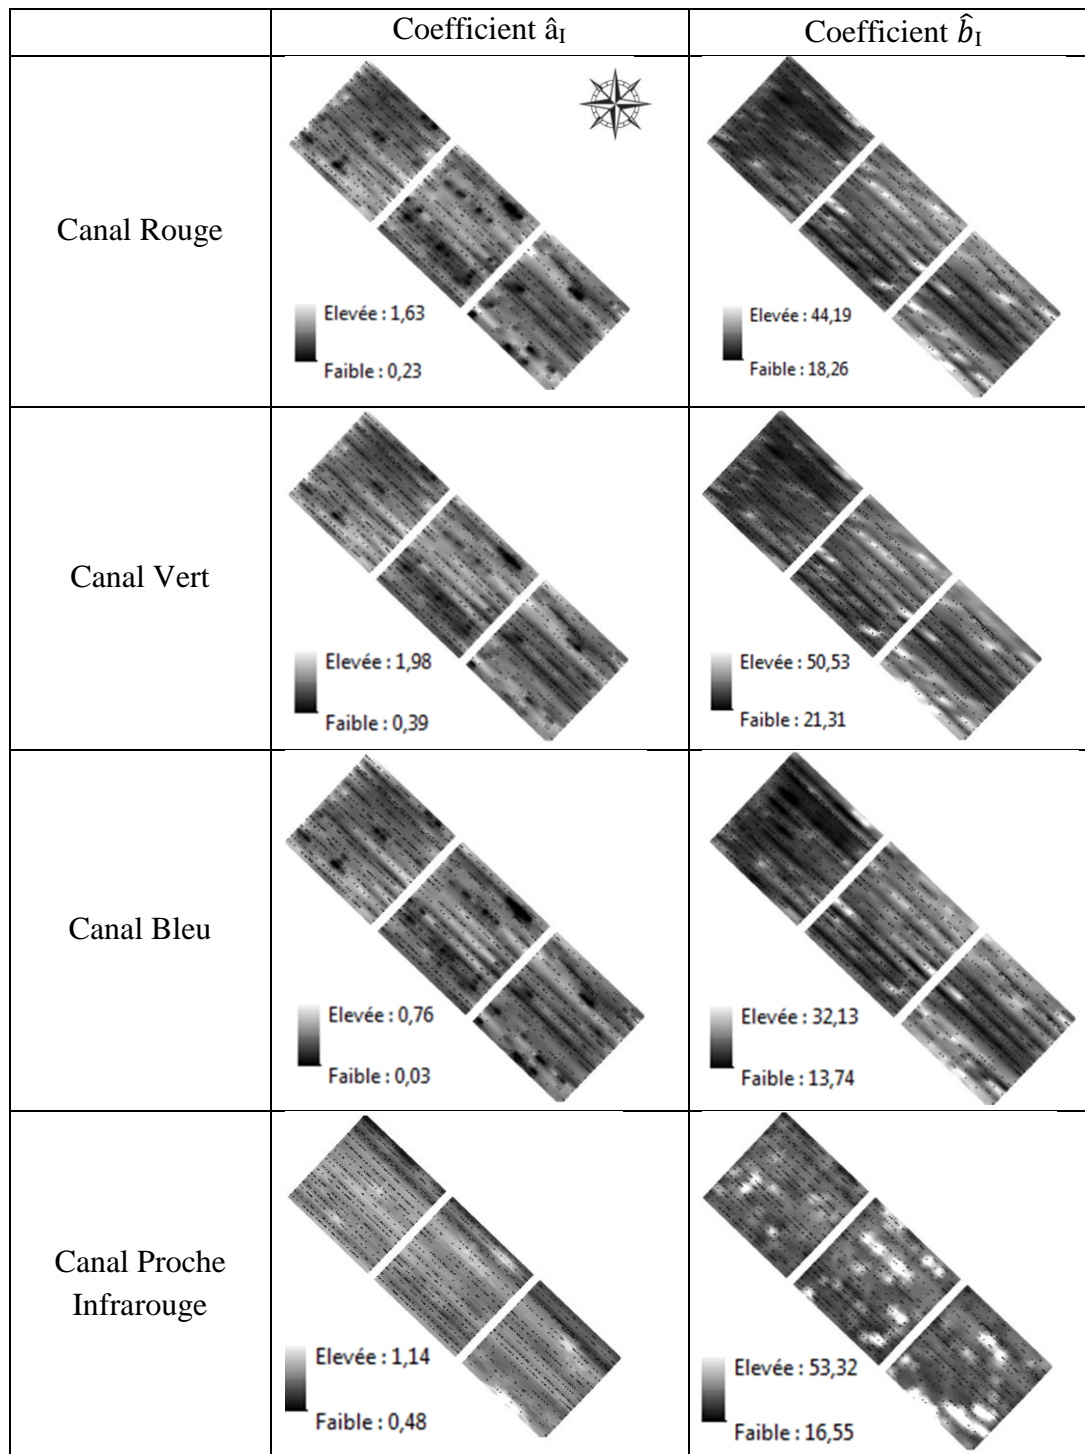 Coefficient âI
Coefficient b̂I
Canal Rouge
Elevée : 1,63
Faible : 0,23
Elevée : 44,19
Faible : 18,26
Canal Vert
Elevée : 1,98
Faible : 0,39
Elevée : 50,53
Faible : 21,31
Canal Bleu
Elevée : 0,76
Faible : 0,03
Elevée : 32,13
Faible : 13,74
Canal Proche
Infrarouge
Elevée : 1,14
Faible : 0,48
Elevée : 53,32
Faible : 16,55